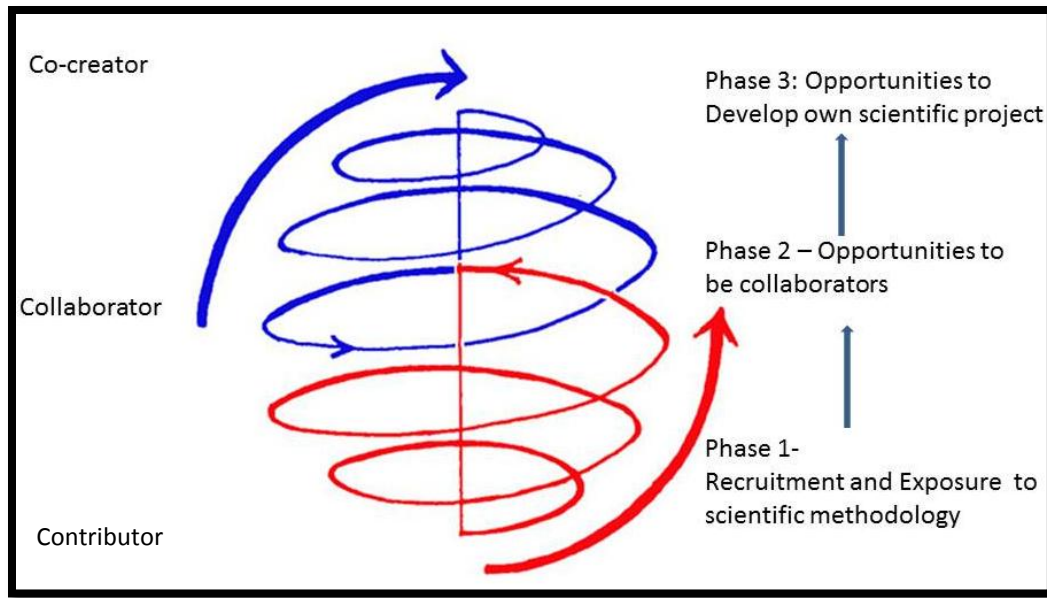 Co-creator
Collaborator
Contributor
Phase 3: Opportunities to
Develop own scientific project
Phase 2 – Opportunities to
be collaborators
Phase 1-
Recruitment and Exposure to
scientific methodology